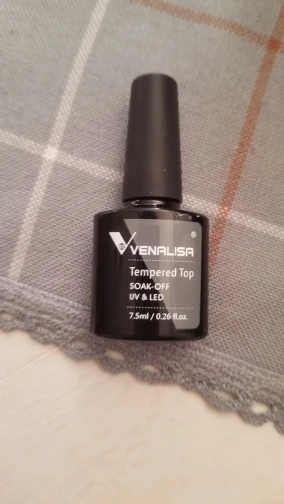 VENALISA®
Tempered Top
SOAK-OFF
UV & LED
7.5ml / 0.26 fl.oz.